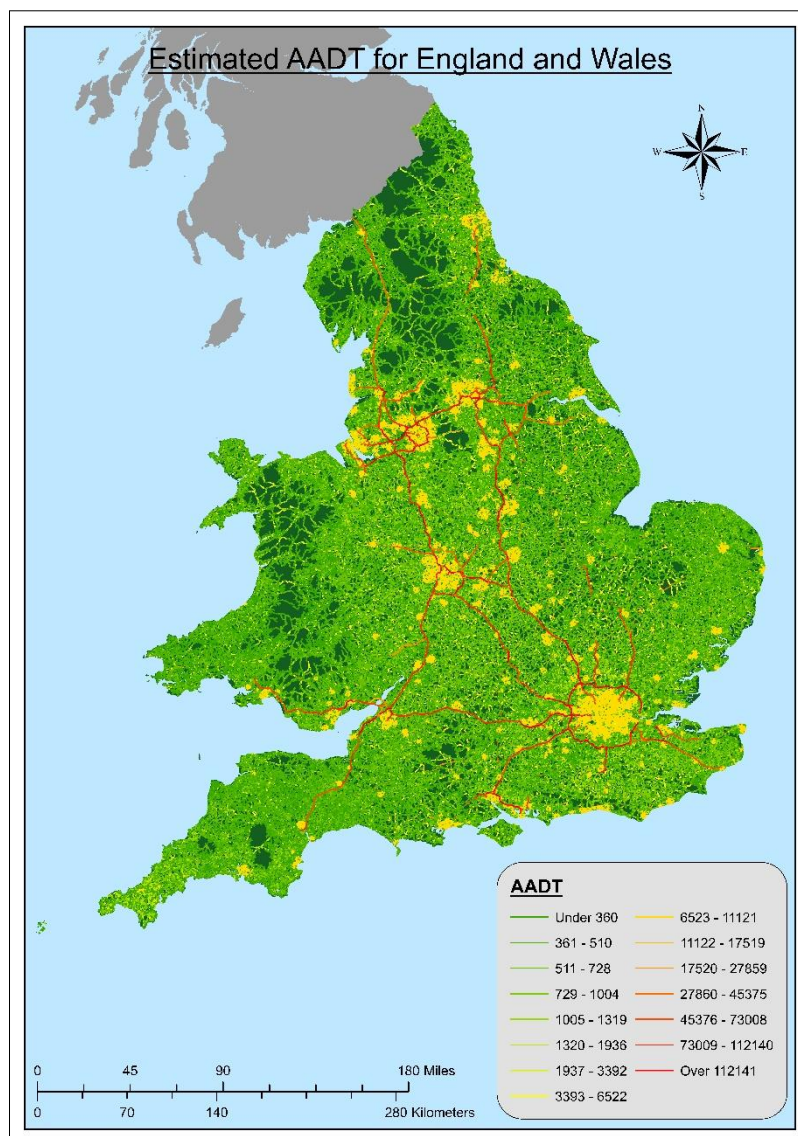 Estimated AADT for England and Wales
N
W E
S
AADT
Under 360
361 - 510
511 - 728
729 - 1004
1005 - 1319
1320 - 1936
1937 - 3392
3393 - 6522
6523 - 11121
11122 - 17519
17520 - 27859
27860 - 45375
45376 - 73008
73009 - 112140
Over 112141
0 45 90 180 Miles
0 70 140 280 Kilometers